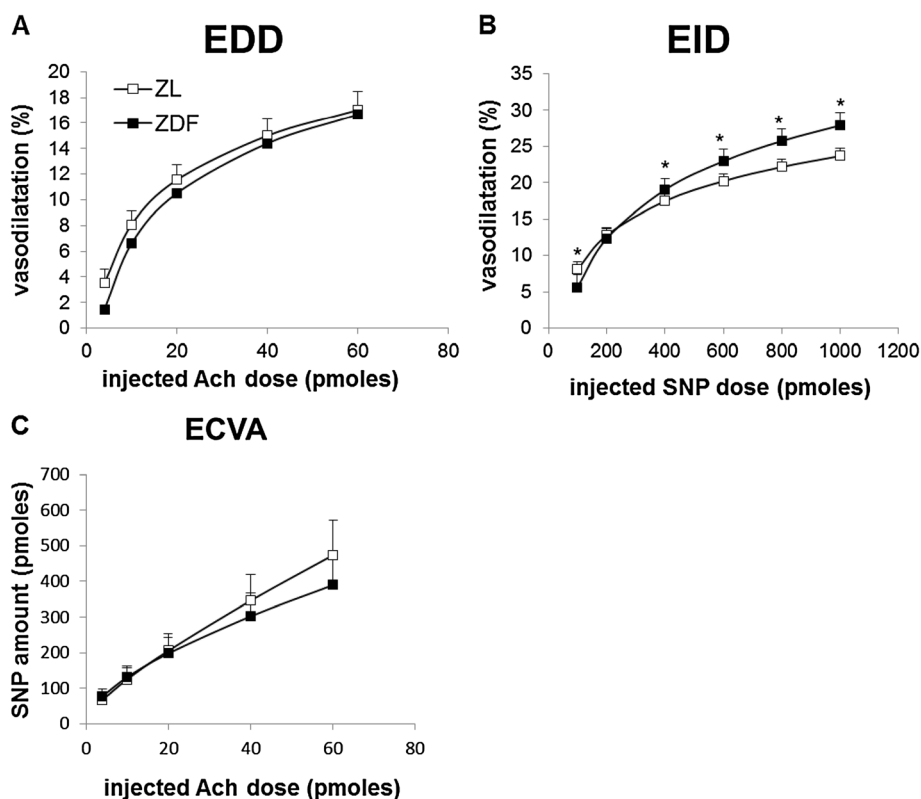 A
EDD
vasodilatation (%)
20
18
16
14
12
10
8
6
4
2
0
ZL
ZDF
0 20 40 60 80
injected Ach dose (pmoles)
B
EID
vasodilatation (%)
35
30
25
20
15
10
5
0
* * * * * *
0 200 400 600 800 1000 1200
injected SNP dose (pmoles)
C
ECVA
SNP amount (pmoles)
700
600
500
400
300
200
100
0
0 20 40 60 80
injected Ach dose (pmoles)